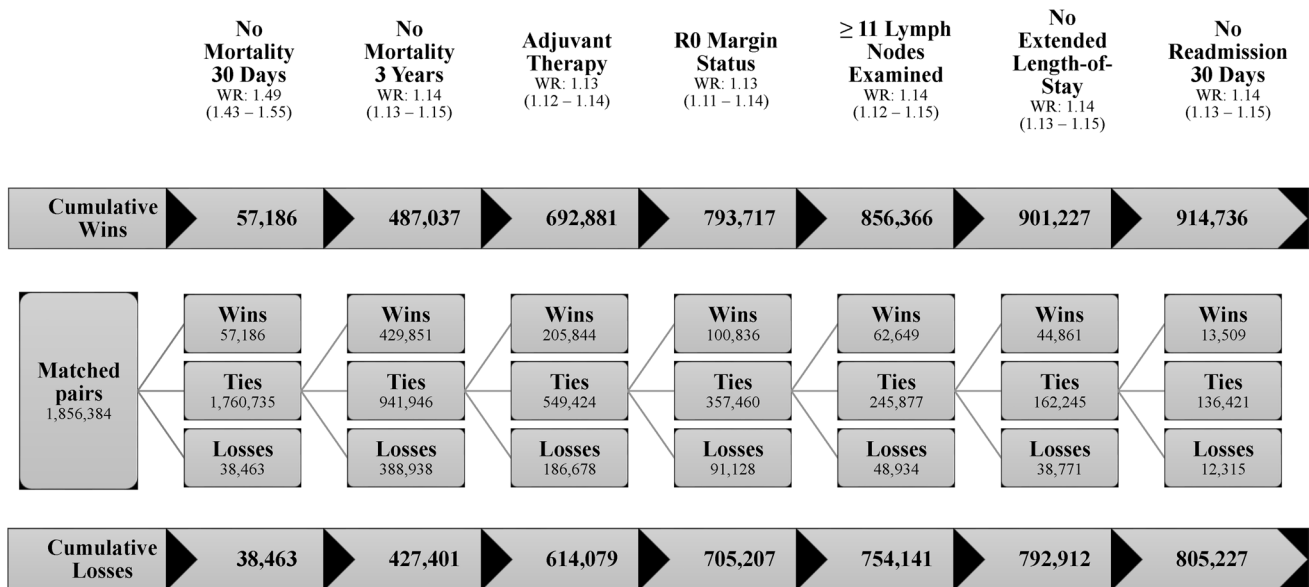 No
Mortality
30 Days
WR: 1.49
(1.43 – 1.55)
No
Mortality
3 Years
WR: 1.14
(1.13 – 1.15)
Adjuvant
Therapy
WR: 1.13
(1.12 – 1.14)
R0 Margin
Status
WR: 1.13
(1.11 – 1.14)
≥ 11 Lymph
Nodes
Examined
WR: 1.14
(1.12 – 1.15)
No
Extended
Length-of-
Stay
WR: 1.14
(1.13 – 1.15)
No
Readmission
30 Days
WR: 1.14
(1.13 – 1.15)
Cumulative
Wins
57,186
487,037
692,881
793,717
856,366
901,227
914,736
Matched
pairs
1,856,384
Wins
57,186
Ties
1,760,735
Losses
38,463
Wins
429,851
Ties
941,946
Losses
388,938
Wins
205,844
Ties
549,424
Losses
186,678
Wins
100,836
Ties
357,460
Losses
91,128
Wins
62,649
Ties
245,877
Losses
48,934
Wins
44,861
Ties
162,245
Losses
38,771
Wins
13,509
Ties
136,421
Losses
12,315
Cumulative
Losses
38,463
427,401
614,079
705,207
754,141
792,912
805,227